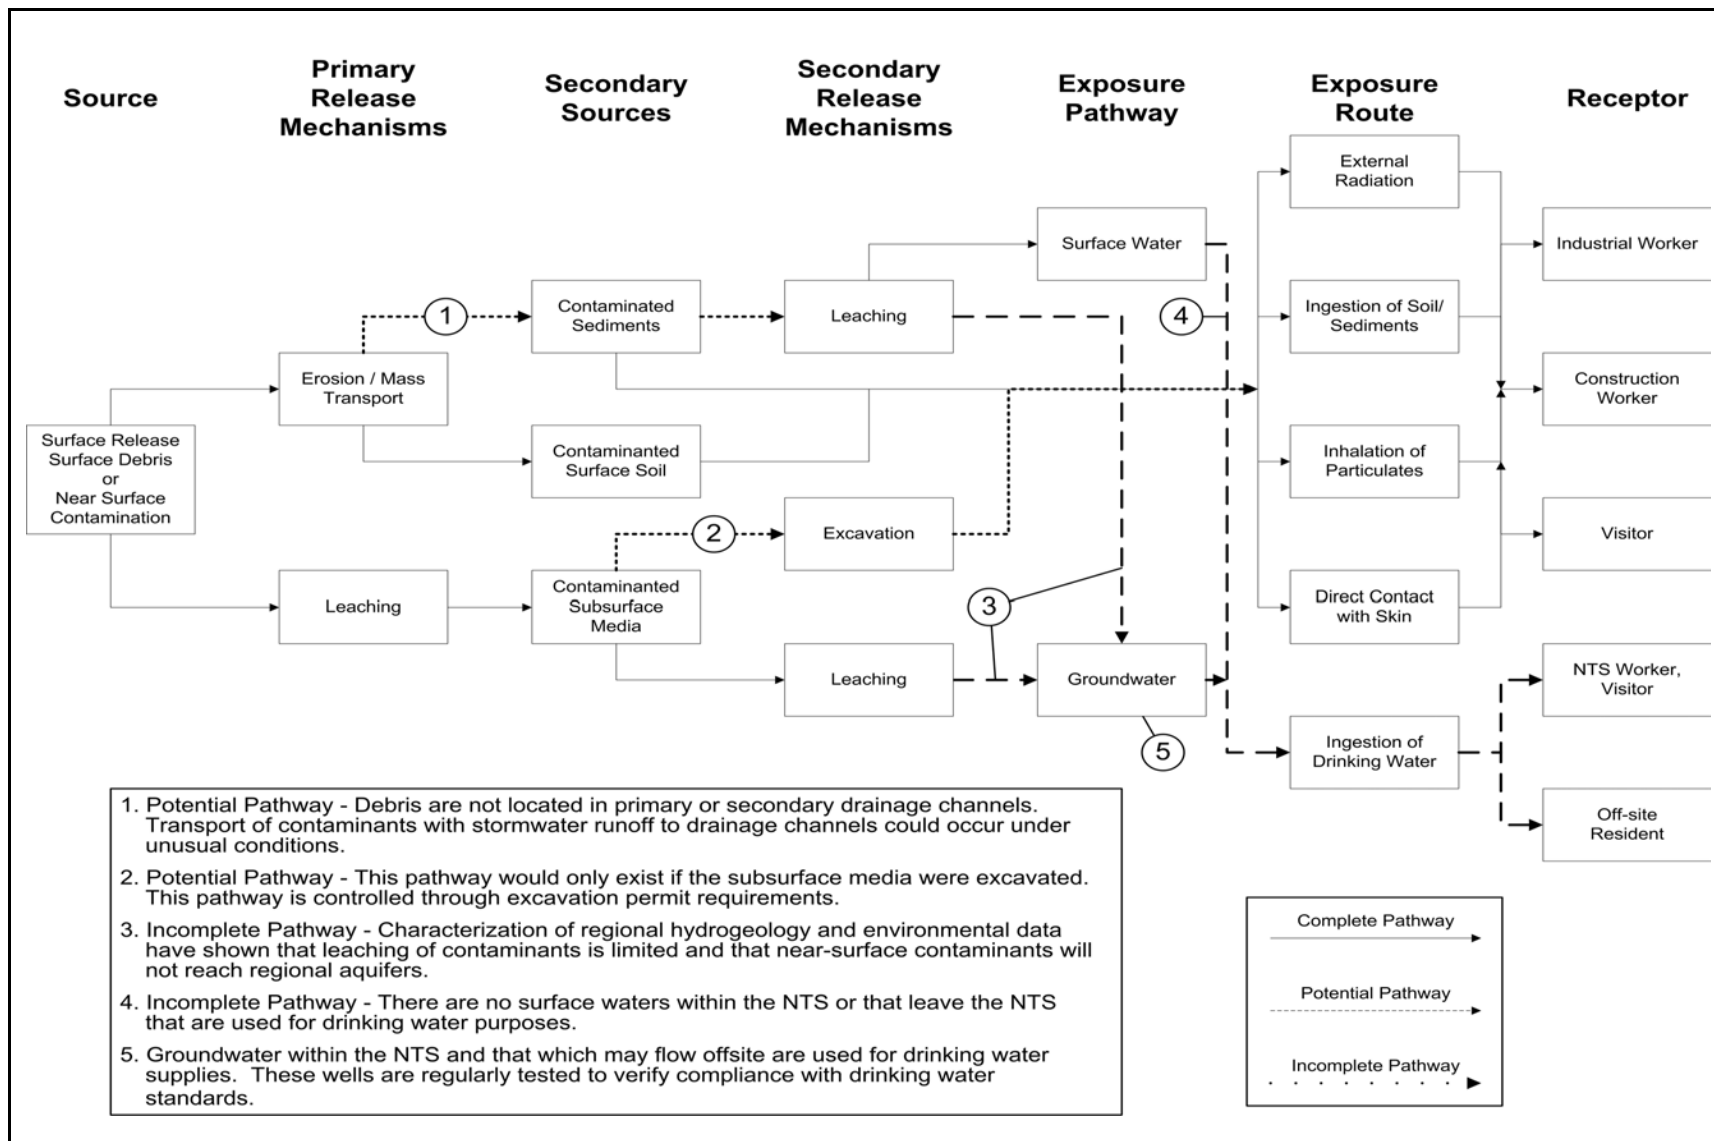 Source
Primary
Release
Mechanisms
Secondary
Sources
Secondary
Release
Mechanisms
Exposure
Pathway
Exposure
Route
Receptor
Surface Release
Surface Debris
or
Near Surface
Contamination
Erosion / Mass
Transport
Leaching
1
Contaminated
Sediments
Contaminanted
Surface Soil
Contaminanted
Subsurface
Media
2
Leaching
Excavation
Leaching
3
Surface Water
Groundwater
4
5
External
Radiation
Ingestion of Soil/
Sediments
Inhalation of
Particulates
Direct Contact
with Skin
Ingestion of
Drinking Water
Industrial Worker
Construction
Worker
Visitor
NTS Worker,
Visitor
Off-site
Resident
1. Potential Pathway - Debris are not located in primary or secondary drainage channels.
Transport of contaminants with stormwater runoff to drainage channels could occur under
unusual conditions.
2. Potential Pathway - This pathway would only exist if the subsurface media were excavated.
This pathway is controlled through excavation permit requirements.
3. Incomplete Pathway - Characterization of regional hydrogeology and environmental data
have shown that leaching of contaminants is limited and that near-surface contaminants will
not reach regional aquifers.
4. Incomplete Pathway - There are no surface waters within the NTS or that leave the NTS
that are used for drinking water purposes.
5. Groundwater within the NTS and that which may flow offsite are used for drinking water
supplies. These wells are regularly tested to verify compliance with drinking water
standards.
Complete Pathway
Potential Pathway
Incomplete Pathway